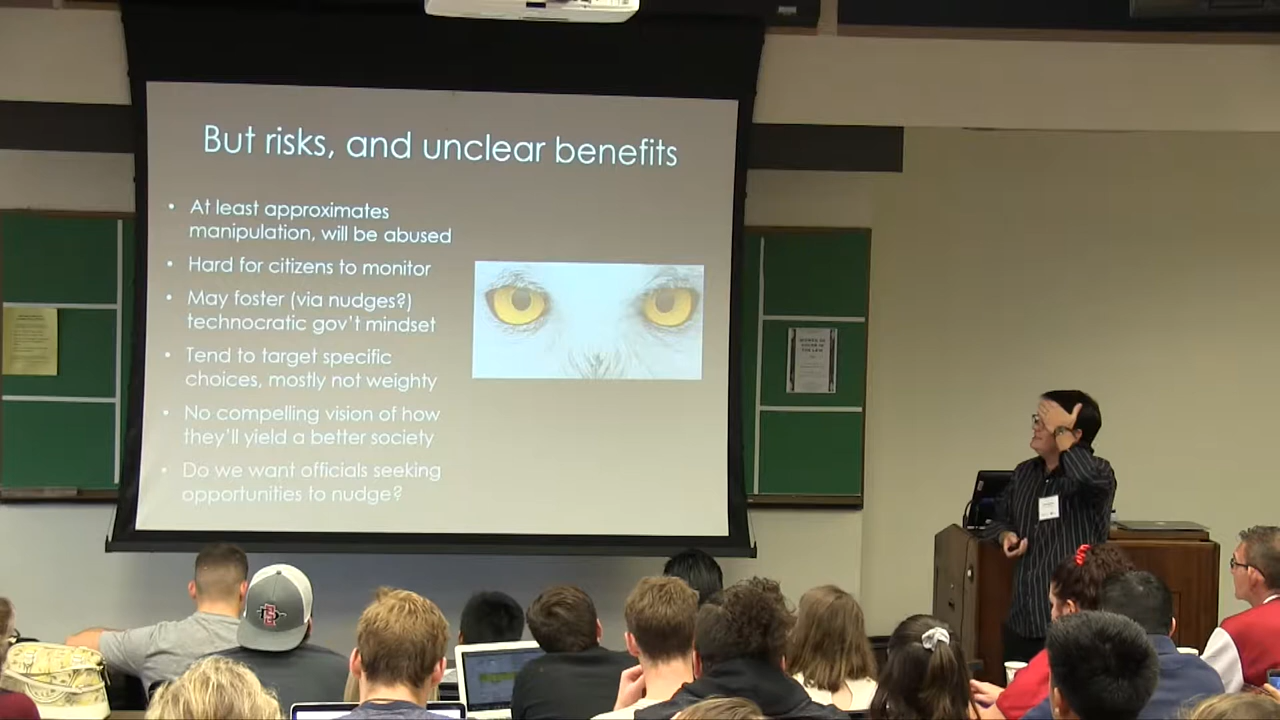 But risks, and unclear benefits
• At least approximates
manipulation, will be abused
• Hard for citizens to monitor
• May foster (via nudges?)
technocratic gov't mindset
• Tend to target specific
choices, mostly not weighty
• No compelling vision of how
they'll yield a better society
• Do we want officials seeking
opportunities to nudge?